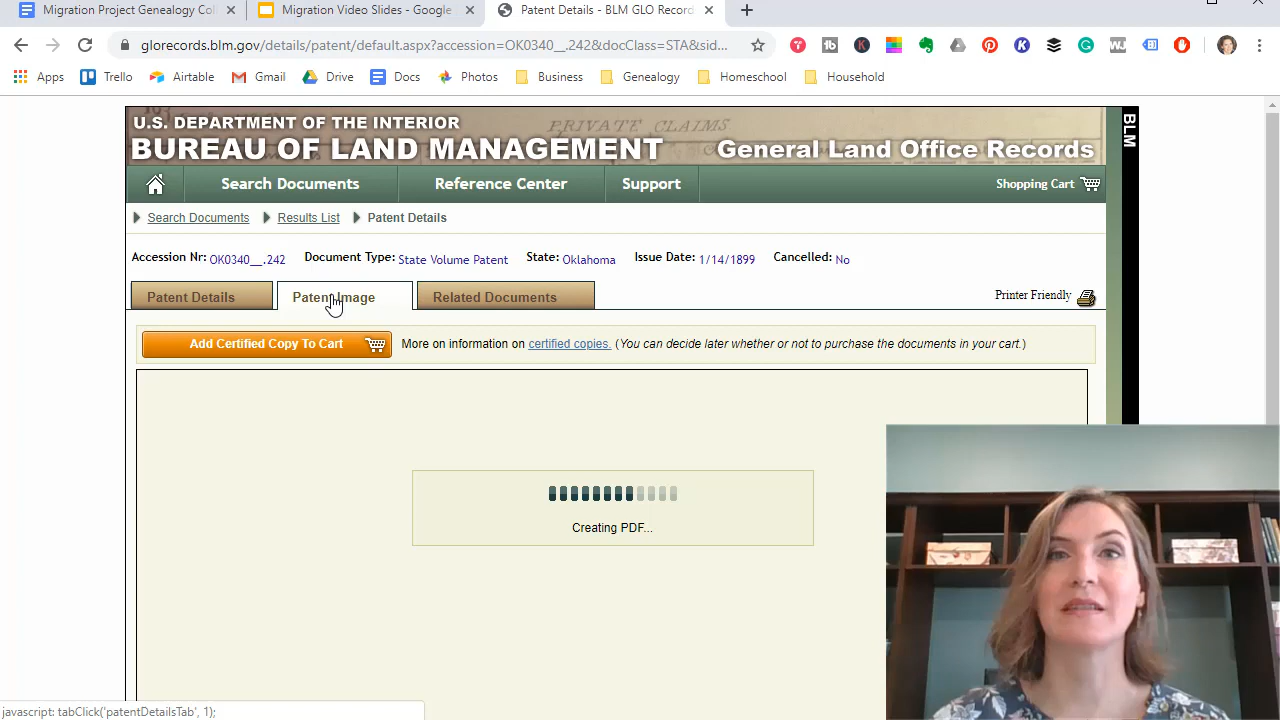 Migration Project Genealogy Col
Migration Video Slides - Google
Patent Details - BLM GLO Record
glorecords.blm.gov/details/patent/default.aspx?accession=OK0340__.242&docClass=STA&sid...
Apps
Trello
Airtable
Gmail
Drive
Docs
Photos
Business
Genealogy
Homeschool
Household
PRIVATE CLAIMS
U.S. DEPARTMENT OF THE INTERIOR
BUREAU OF LAND MANAGEMENT
General Land Office Records
BLM
Search Documents
Reference Center
Support
Shopping Cart
Search Documents
Results List
Patent Details
Accession Nr: OK0340__.242 Document Type: State Volume Patent State: Oklahoma Issue Date: 1/14/1899 Cancelled: No
Patent Details
Patent Image
Related Documents
Printer Friendly
Add Certified Copy To Cart
More on information on certified copies. (You can decide later whether or not to purchase the documents in your cart.)
Creating PDF...
javascript: tabClick('patentDetailsTab', 1);